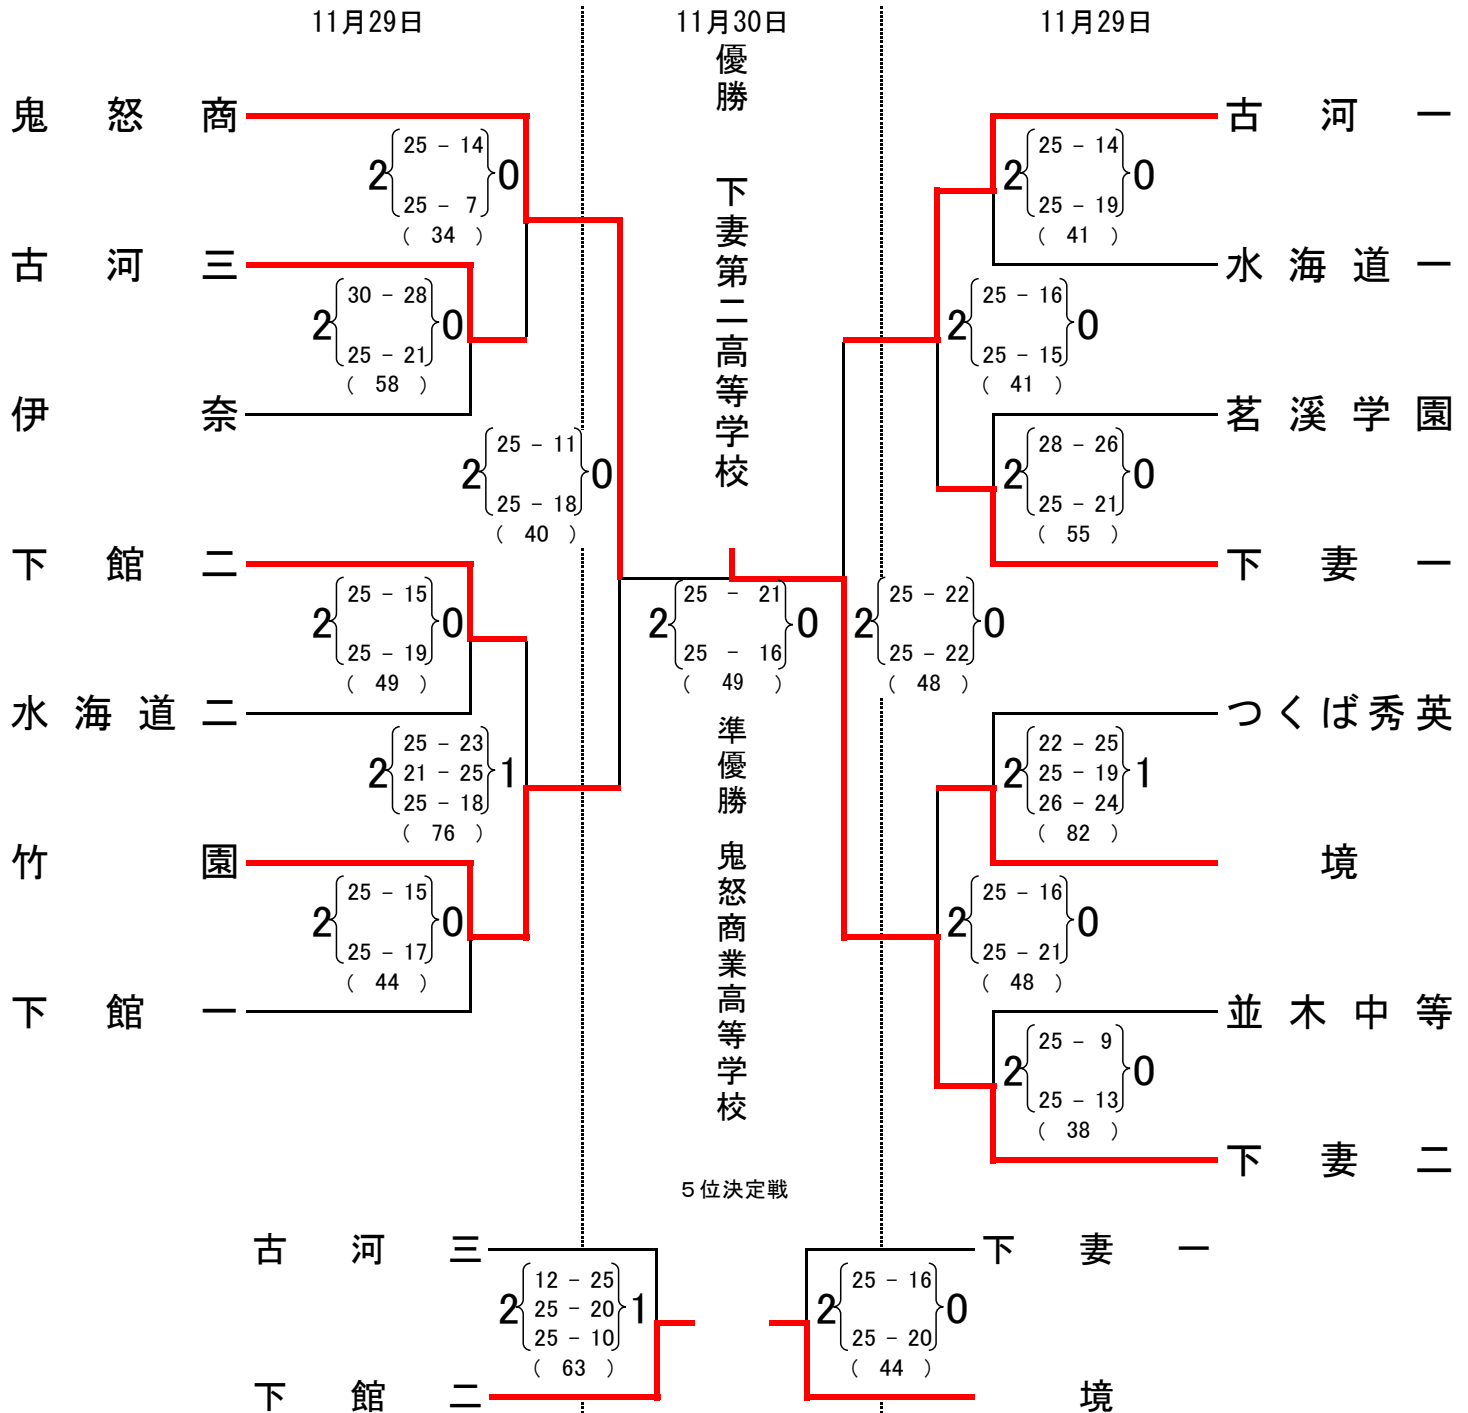 11月29日
11月30日
11月29日
優勝 下妻第二高等学校
鬼怒商
2 25 - 14 0
25 - 7
( 34 )
古河三
2 30 - 28 0
25 - 21
( 58 )
伊奈
2 25 - 11 0
25 - 18
( 40 )
下館二
2 25 - 15 0
25 - 19
( 49 )
水海道二
2 25 - 23 1
21 - 25
25 - 18
( 76 )
竹園
2 25 - 15 0
25 - 17
( 44 )
下館一
2 25 - 21 0
25 - 16
( 49 )
準優勝 鬼怒商業高等学校
古河一
2 25 - 14 0
25 - 19
( 41 )
水海道一
2 25 - 16 0
25 - 15
( 41 )
茗溪学園
2 28 - 26 0
25 - 21
( 55 )
下妻一
2 25 - 22 0
25 - 22
( 48 )
つくば秀英
2 22 - 25 1
25 - 19
26 - 24
( 82 )
境
2 25 - 16 0
25 - 21
( 48 )
並木中等
2 25 - 9 0
25 - 13
( 38 )
下妻二
5位決定戦
古河三
2 12 - 25 1
25 - 20
25 - 10
( 63 )
下館二
下妻一
2 25 - 16 0
25 - 20
( 44 )
境